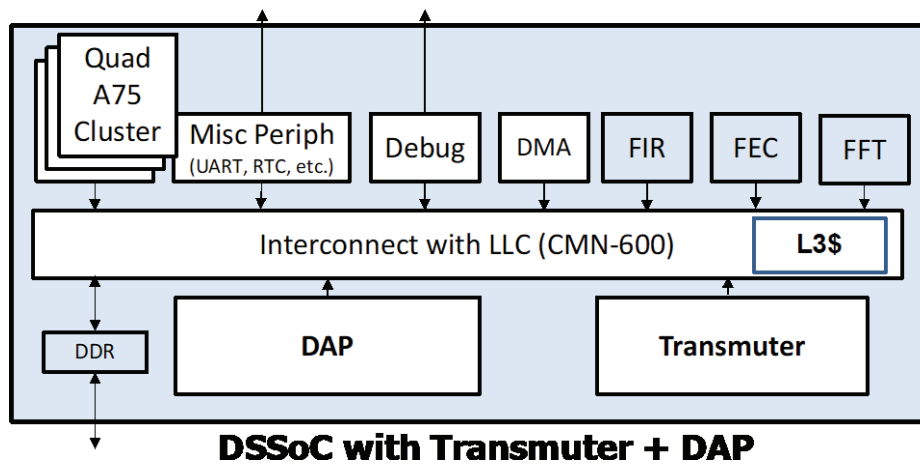 Quad
A75
Cluster
Misc Periph
(UART, RTC, etc.)
Debug
DMA
FIR
FEC
FFT
Interconnect with LLC (CMN-600)
L3$
DDR
DAP
Transmuter
DSSoC with Transmuter + DAP